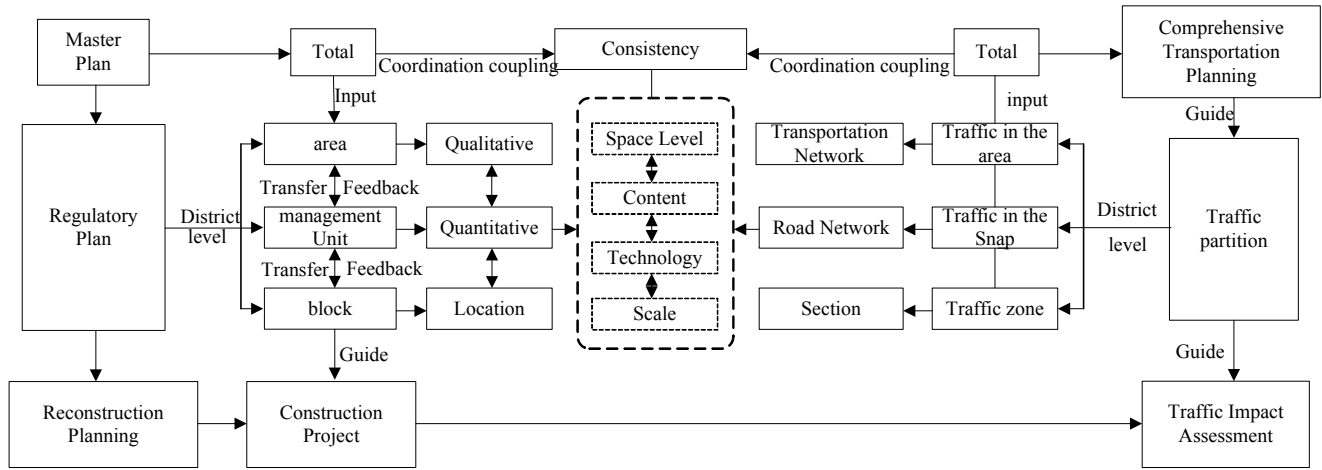 Master
Plan
Total
Coordination coupling
Consistency
Coordination coupling
Total
Comprehensive
Transportation
Planning
Input
input
Guide
Regulatory
Plan
District
level
area
Transfer
Feedback
management
Unit
Transfer
Feedback
block
Guide
Qualitative
Quantitative
Location
Space Level
Content
Technology
Scale
Transportation
Network
Road Network
Section
Traffic in the
area
Traffic in the
Snap
Traffic zone
District
level
Traffic
partition
Guide
Reconstruction
Planning
Construction
Project
Traffic Impact
Assessment